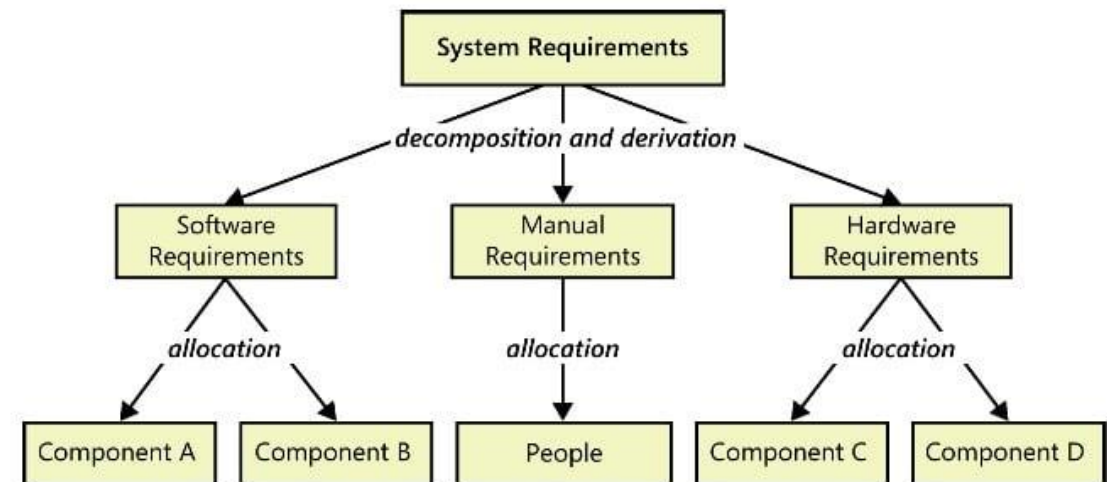 System Requirements
decomposition and derivation
Software
Requirements
Manual
Requirements
Hardware
Requirements
allocation
allocation
allocation
Component A
Component B
People
Component C
Component D